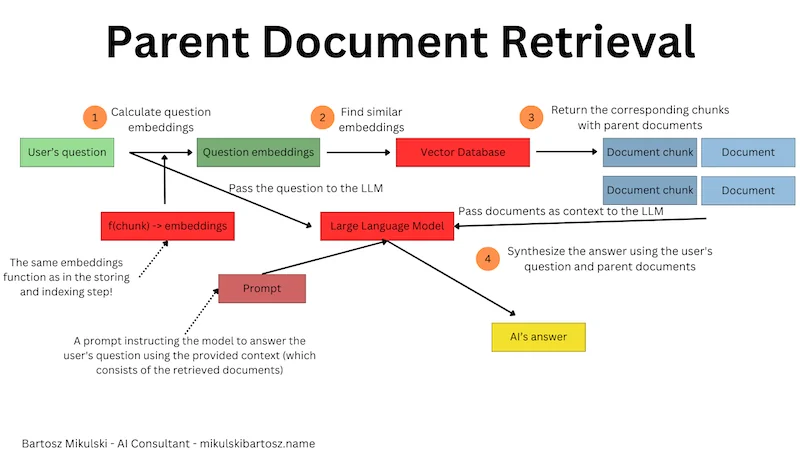 Parent Document Retrieval
1
Calculate question
embeddings
2
Find similar
embeddings
3
Return the corresponding chunks
with parent documents
User's question
Question embeddings
Vector Database
Document chunk
Document
Document chunk
Document
Pass the question to the LLM
Pass documents as context to the LLM
f(chunk) -> embeddings
Large Language Model
4
Synthesize the answer using the user's
question and parent documents
The same embeddings
function as in the storing
and indexing step!
Prompt
A prompt instructing the model to answer the
user's question using the provided context (which
consists of the retrieved documents)
AI's answer
Bartosz Mikulski - AI Consultant - mikulskibartosz.name